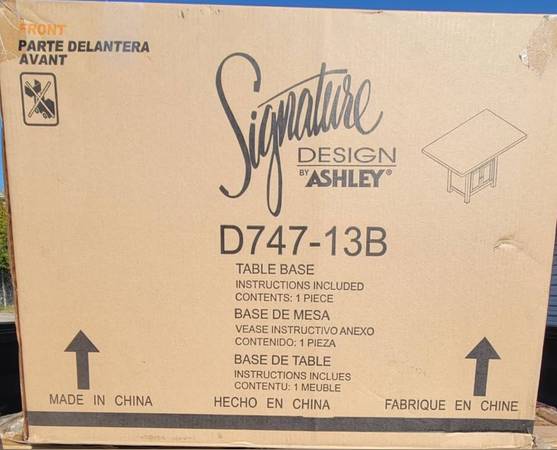 FRONT
PARTE DELANTERA
AVANT
Signature
DESIGN
BY ASHLEY®
D747-13B
TABLE BASE
INSTRUCTIONS INCLUDED
CONTENTS: 1 PIECE
BASE DE MESA
VEASE INSTRUCTIVO ANEXO
CONTENIDO: 1 PIEZA
BASE DE TABLE
INSTRUCTIONS INCLUES
CONTENTU: 1 MEUBLE
MADE IN CHINA
HECHO EN CHINA
FABRIQUE EN CHINE